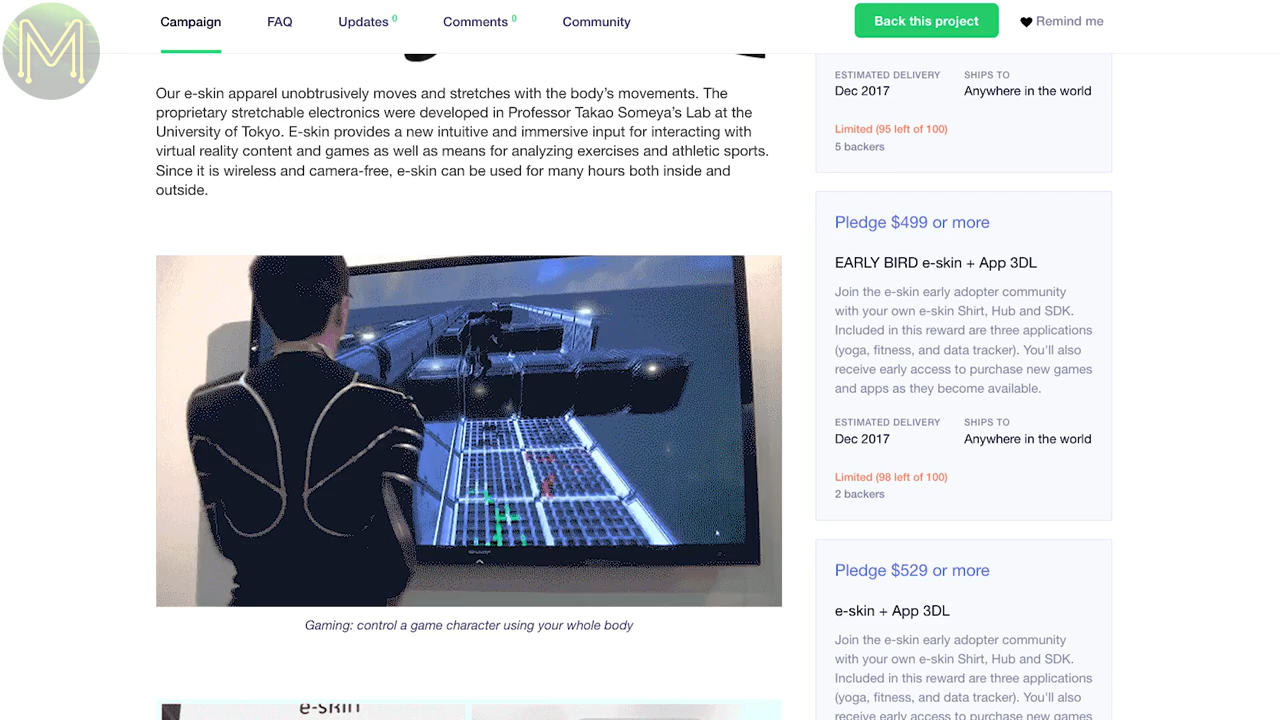 M
Campaign
FAQ
Updates 0
Comments 0
Community
Back this project
Remind me
Our e-skin apparel unobtrusively moves and stretches with the body’s movements. The
proprietary stretchable electronics were developed in Professor Takao Someya’s Lab at the
University of Tokyo. E-skin provides a new intuitive and immersive input for interacting with
virtual reality content and games as well as means for analyzing exercises and athletic sports.
Since it is wireless and camera-free, e-skin can be used for many hours both inside and
outside.
SHARP
Gaming: control a game character using your whole body
e-skin
ESTIMATED DELIVERY
SHIPS TO
Dec 2017
Anywhere in the world
Limited (95 left of 100)
5 backers
Pledge $499 or more
EARLY BIRD e-skin + App 3DL
Join the e-skin early adopter community
with your own e-skin Shirt, Hub and SDK.
Included in this reward are three applications
(yoga, fitness, and data tracker). You'll also
receive early access to purchase new games
and apps as they become available.
ESTIMATED DELIVERY
SHIPS TO
Dec 2017
Anywhere in the world
Limited (98 left of 100)
2 backers
Pledge $529 or more
e-skin + App 3DL
Join the e-skin early adopter community
with your own e-skin Shirt, Hub and SDK.
Included in this reward are three applications
(yoga, fitness, and data tracker). You'll also
receive early access to purchase new games